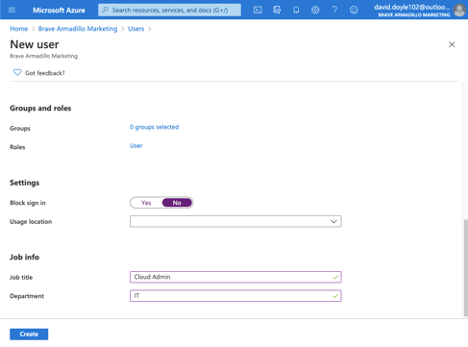 Microsoft Azure
Search resources, services, and docs (G+/)
david.doyle102@outloo...
BRAVE ARMADILLO MARKETING
Home > Brave Armadillo Marketing > Users >
New user
Brave Armadillo Marketing
Got feedback?
Groups and roles
Groups 0 groups selected
Roles User
Settings
Block sign in Yes No
Usage location
Job info
Job title Cloud Admin
Department IT
Create